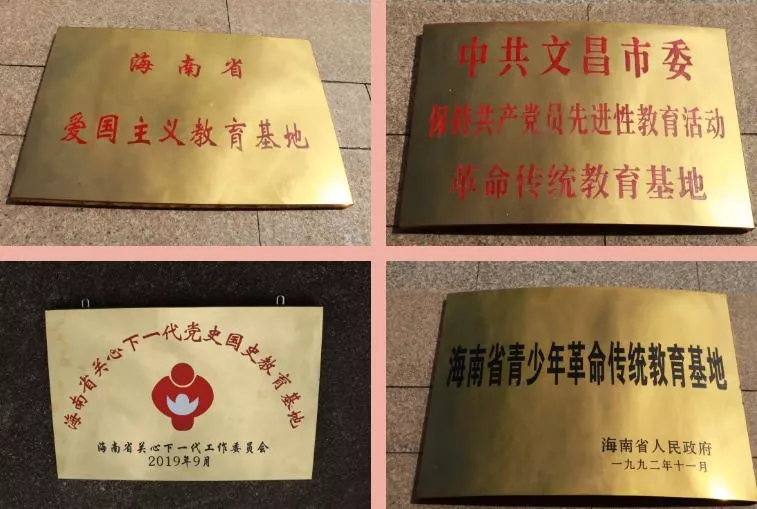 海南省
爱国主义教育基地
中共文昌市委
保持共产党员先进性教育活动
革命传统教育基地
海南省关心下一代党史国史教育基地
海南省关心下一代工作委员会
2019年9月
海南省青少年革命传统教育基地
海南省人民政府
一九九二年十一月